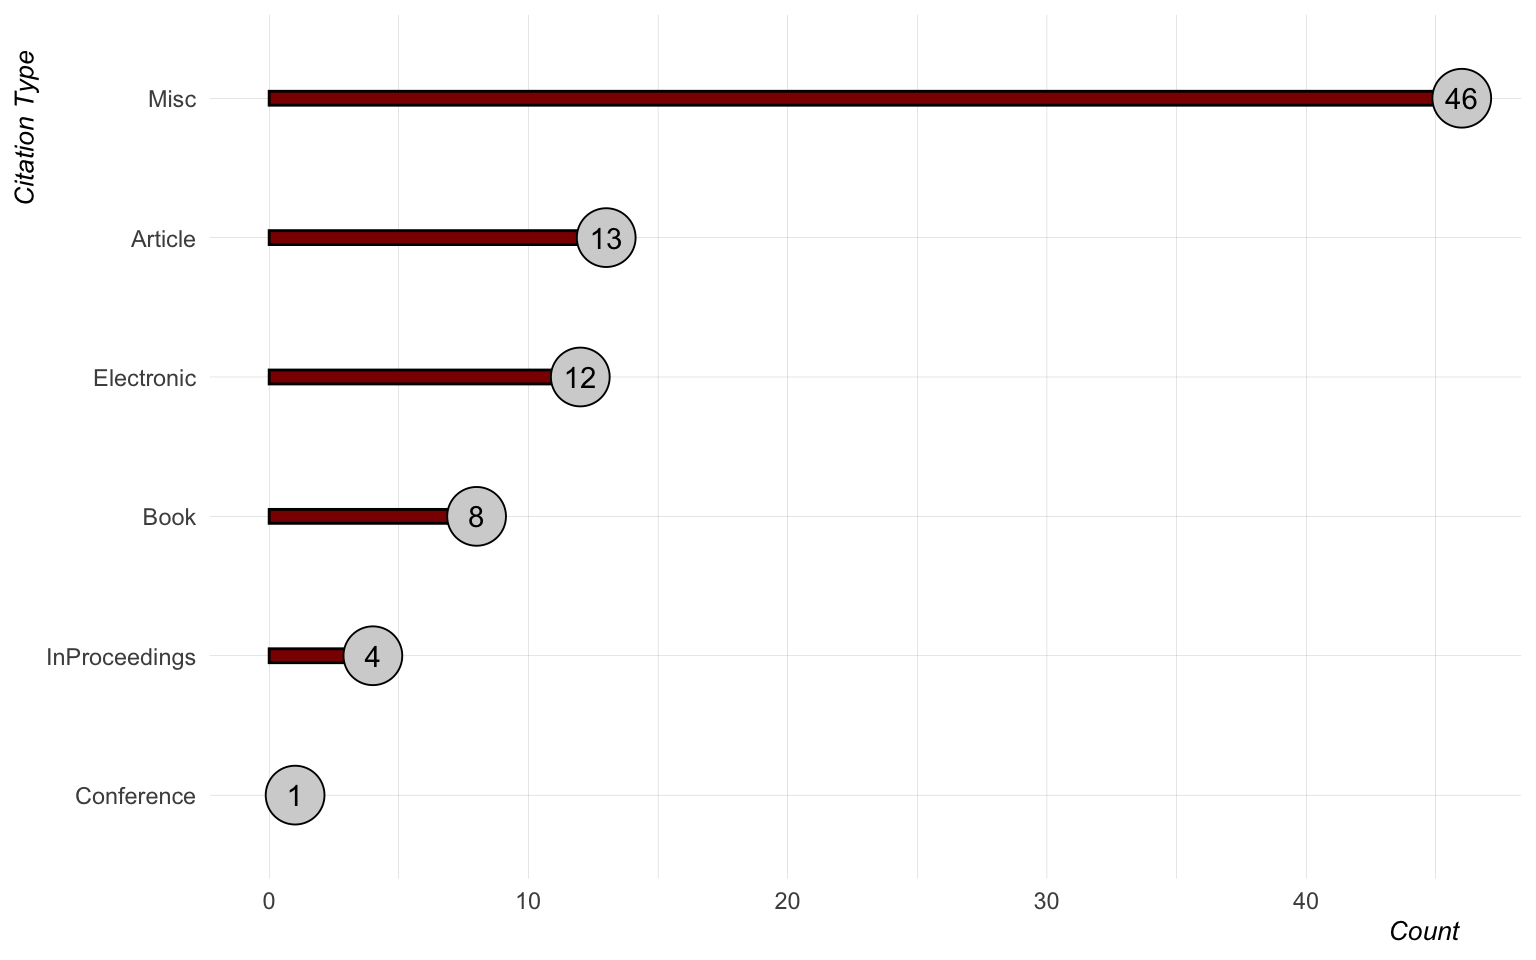 Citation Type
Misc 46
Article 13
Electronic 12
Book 8
InProceedings 4
Conference 1
0 10 20 30 40
Count